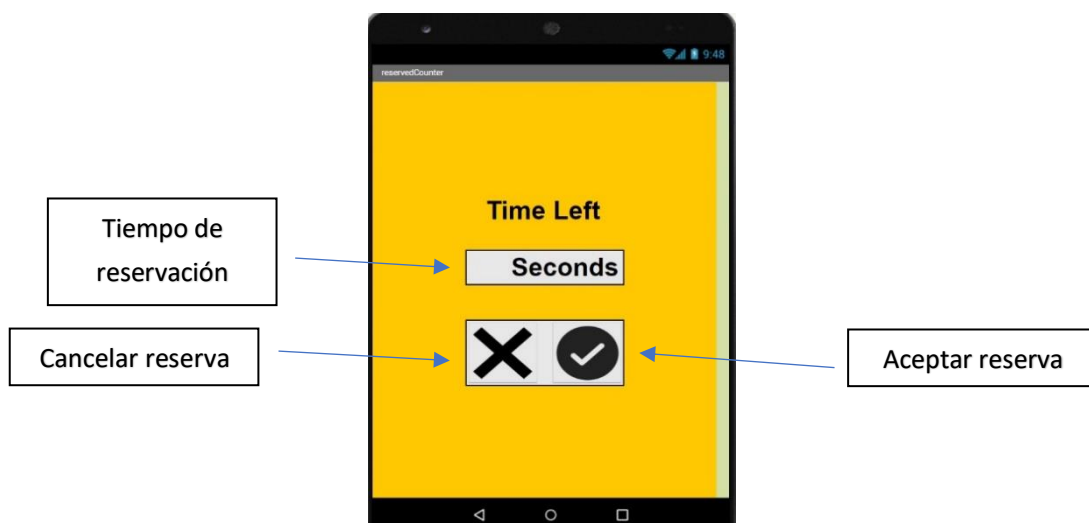 9:48
reservedCounter
Time Left
Tiempo de
reservación
Seconds
Cancelar reserva
Aceptar reserva